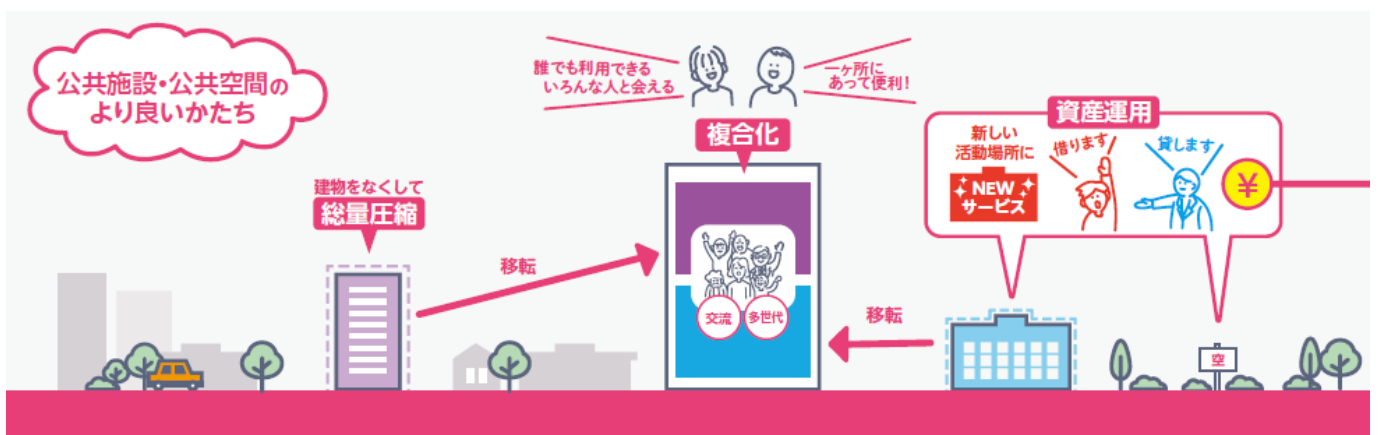 公共施設・公共空間の
より良いかたち
建物をなくして
総量圧縮
移転
誰でも利用できる
いろんな人と会える
一ヶ所に
あって便利！
複合化
交流
多世代
移転
資産運用
新しい
活動場所に
NEW
サービス
借ります
貸します
¥
空